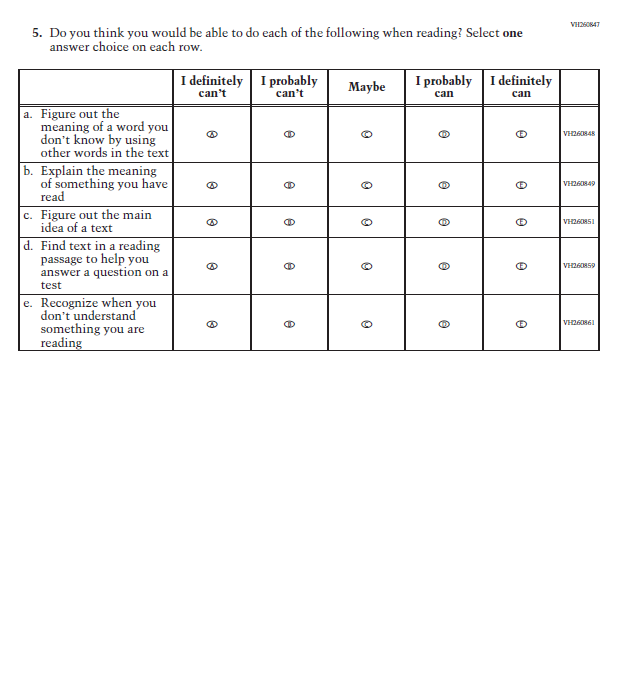 VH260847
5. Do you think you would be able to do each of the following when reading? Select one
answer choice on each row.
I definitely can't
I probably can't
Maybe
I probably can
I definitely can
a. Figure out the
meaning of a word you
don't know by using
other words in the text
A B C D E VH260848
b. Explain the meaning
of something you have
read
A B C D E VH260849
c. Figure out the main
idea of a text
A B C D E VH260851
d. Find text in a reading
passage to help you
answer a question on a
test
A B C D E VH260859
e. Recognize when you
don't understand
something you are
reading
A B C D E VH260861